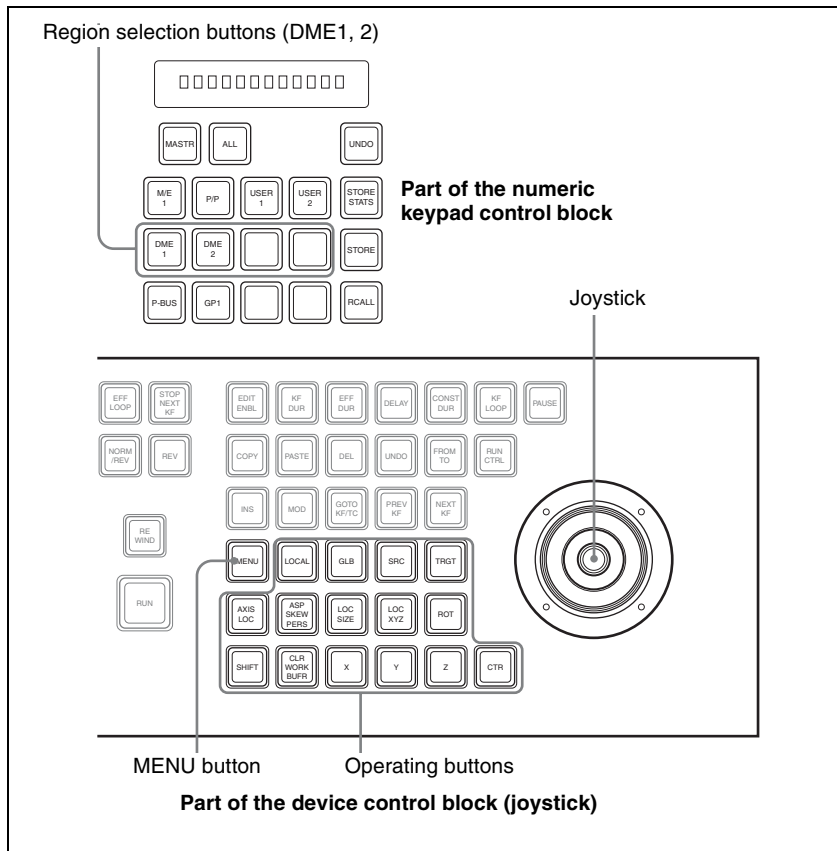 Region selection buttons (DME1, 2)
MASTR ALL UNDO
M/E 1 P/P USER 1 USER 2 STORE STATS
Part of the numeric
keypad control block
DME 1 DME 2 STORE
P-BUS GP1 RCALL
Joystick
EFF LOOP STOP NEXT KF EDIT ENBL KF DUR EFF DUR DELAY CONST DUR KF LOOP PAUSE
NORM /REV REV COPY PASTE DEL UNDO FROM TO RUN CTRL
INS MOD GOTO KF/TC PREV KF NEXT KF
RE WIND
MENU LOCAL GLB SRC TRGT
RUN
AXIS LOC ASP SKEW PERS LOC SIZE LOC XYZ ROT
SHIFT CLR WORK BUFR X Y Z CTR
MENU button Operating buttons
Part of the device control block (joystick)